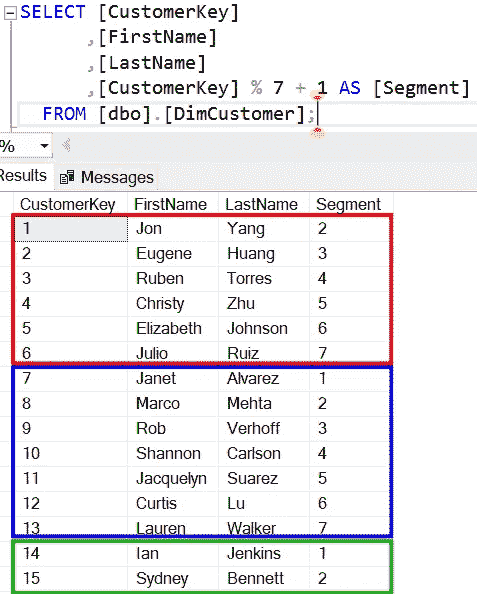 SELECT [CustomerKey]
,[FirstName]
,[LastName]
,[CustomerKey] % 7 + 1 AS [Segment]
FROM [dbo].[DimCustomer];
%
Results Messages
CustomerKey FirstName LastName Segment
1 Jon Yang 2
2 Eugene Huang 3
3 Ruben Torres 4
4 Christy Zhu 5
5 Elizabeth Johnson 6
6 Julio Ruiz 7
7 Janet Alvarez 1
8 Marco Mehta 2
9 Rob Verhoff 3
10 Shannon Carlson 4
11 Jacquelyn Suarez 5
12 Curtis Lu 6
13 Lauren Walker 7
14 Ian Jenkins 1
15 Sydney Bennett 2